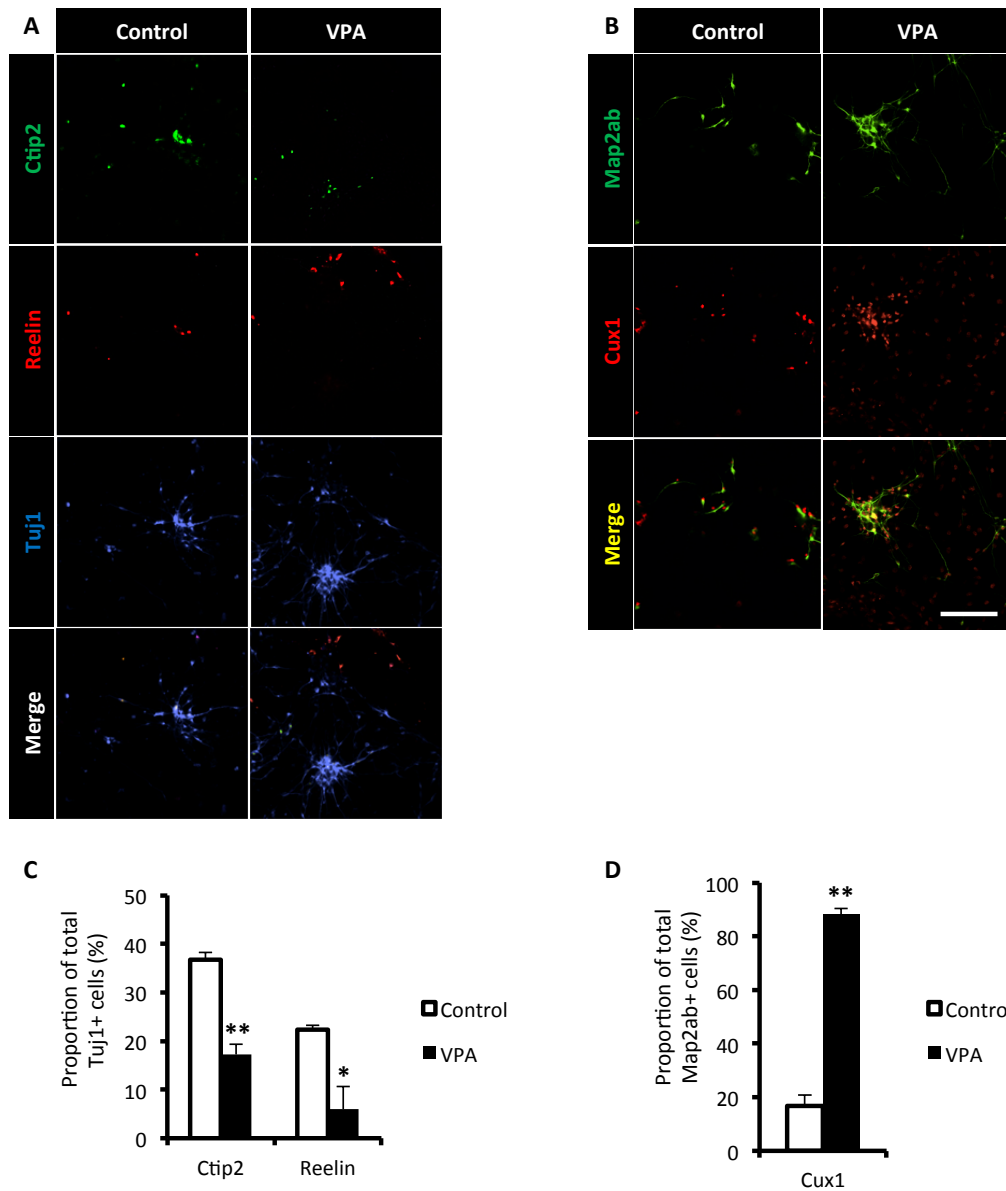 A
Control
VPA
Ctip2
Reelin
Tuj1
Merge
B
Control
VPA
Map2ab
Cux1
Merge
C
Proportion of total
Tuj1+ cells (%)
50
40
30
20
10
0
**
*
Ctip2
Reelin
Control
VPA
D
Proportion of total
Map2ab+ cells (%)
100
80
60
40
20
0
**
Cux1
Contro
VPA